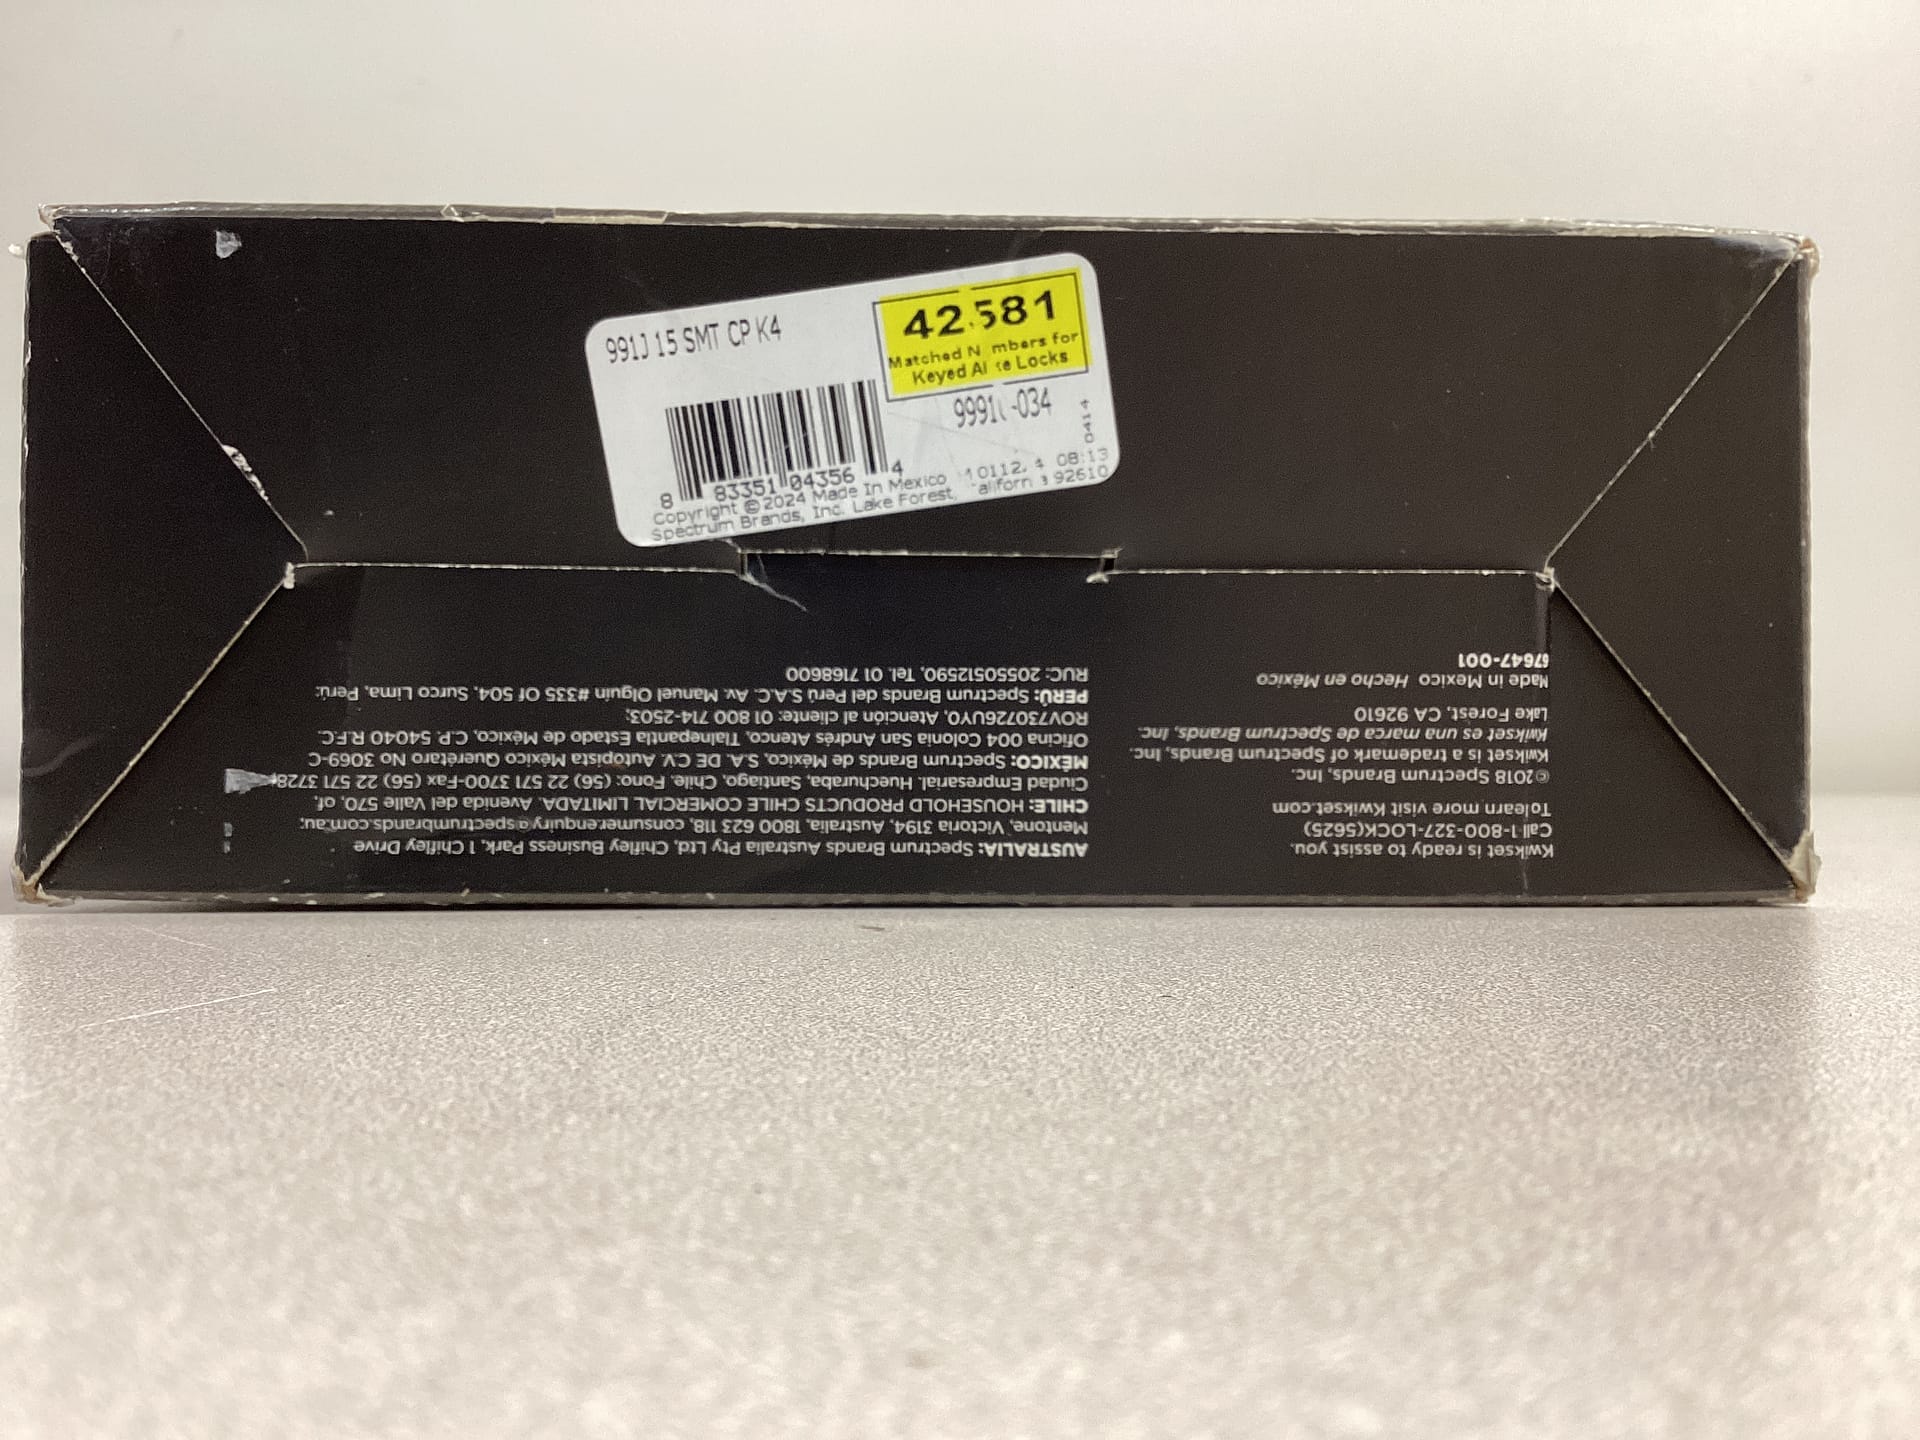 991J 15 SMT CP K4
42581
Matched Numbers for
Keyed Alike Locks
-034
0414
8 83351 04356 4
08:13
Copyright ©2024 Made In Mexico
Spectrum Brands, Inc. Lake Forest, California 92610
Kwikset is ready to assist you.
Call 1-800-327-LOCK(5625)
To learn more visit Kwikset.com
©2018 Spectrum Brands, Inc.
Kwikset is a trademark of Spectrum Brands, Inc,
Kwikset es una marca de Spectrum Brands, Inc.
Lake Forest, CA 92610
Made in Mexico Hecho en México
67647-001
AUSTRALIA: Spectrum Brands Australia Pty Ltd, Chifley Business Park, 1 Chifley Drive
Mentone, Victoria 3194, Australia, 1800 623 118, consumer.enquiry@spectrumbrands.com.au;
CHILE: HOUSEHOLD PRODUCTS CHILE COMERCIAL LIMITADA. Avenida del Valle 570, of,
Ciudad Empresarial. Huechuraba, Santiago, Chile. Fono: (56) 22 571 3700-Fax (56) 22 571 3728;
MÉXICO: Spectrum Brands de México, S.A. DE C.V. Autopista México Querétaro No 3069-C
Oficina 004 Colonia San Andrés Atenco, Tlalnepantla Estado de México, C.P. 54040 R.F.C.
ROV730726UY0, Atención al cliente: 01 800 714-2503;
PERÚ: Spectrum Brands del Perú S.A.C. Av. Manuel Olguin #335 Of 504, Surco Lima, Perú:
RUC: 20550512590, Tel. 01 7168600